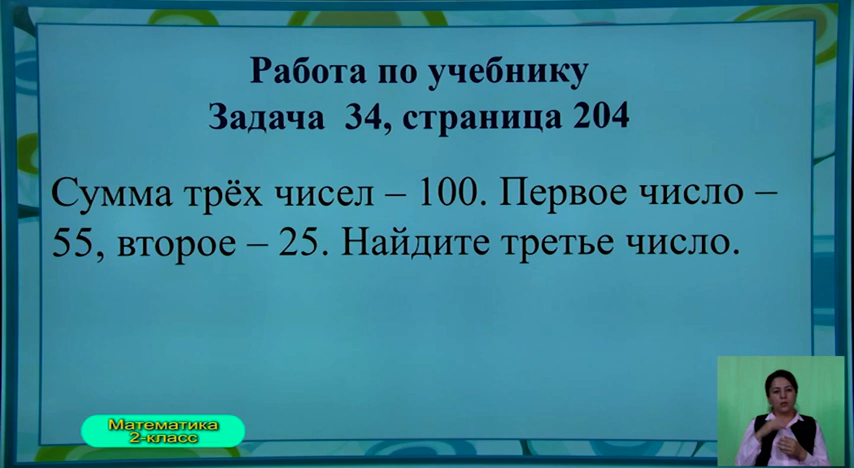 Работа по учебнику
Задача 34, страница 204
Сумма трёх чисел – 100. Первое число –
55, второе – 25. Найдите третье число.
Математика
2-класс